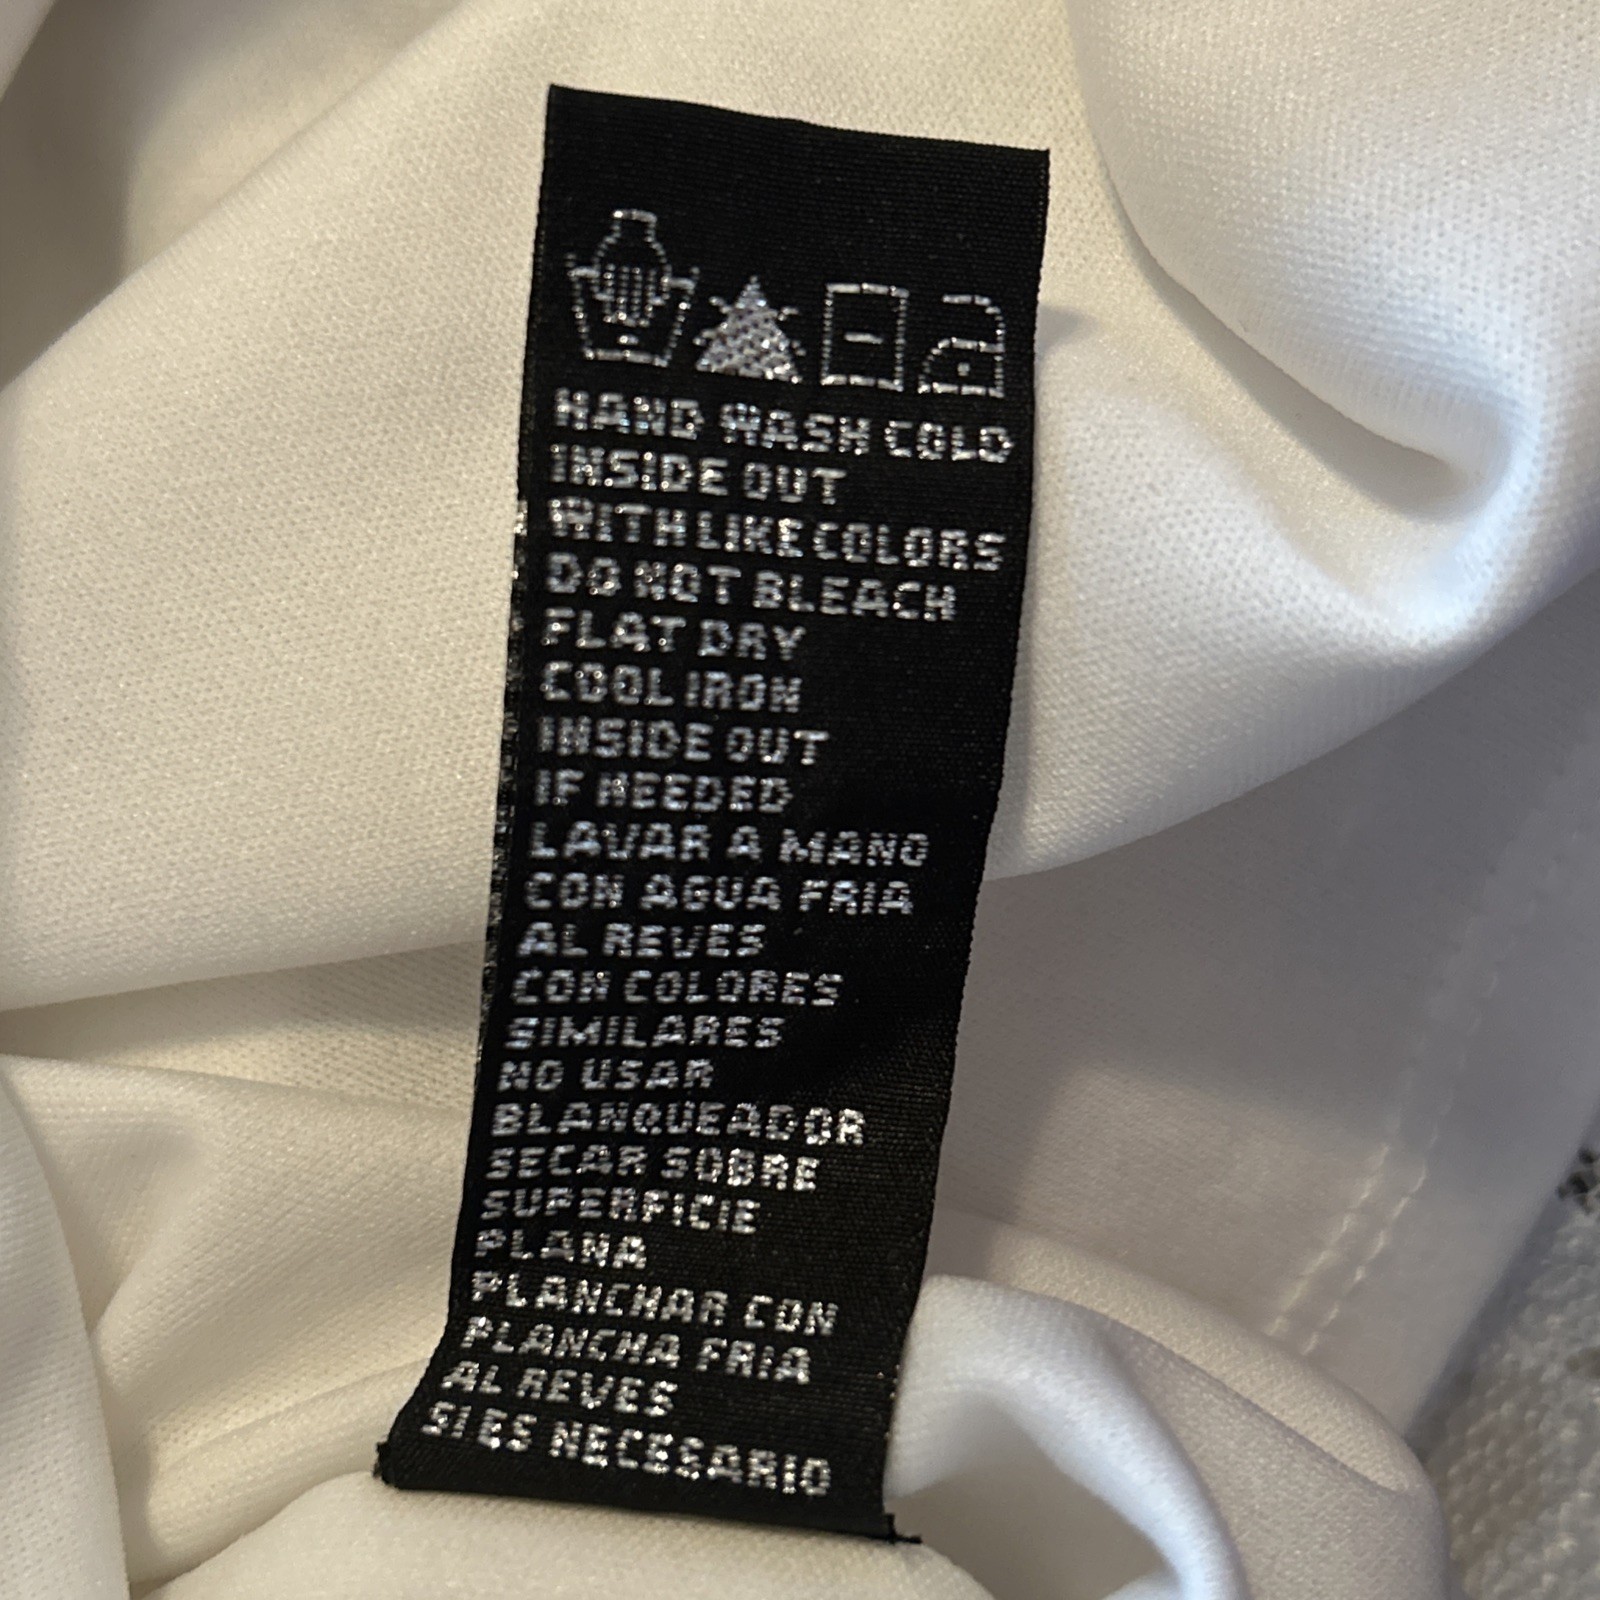 HAND WASH COLD
INSIDE OUT
WITH LIKE COLORS
DO NOT BLEACH
FLAT DRY
COOL IRON
INSIDE OUT
IF NEEDED
LAVAR A MANO
CON AGUA FRIA
AL REVES
CON COLORES
SIMILARES
NO USAR
BLANQUEADOR
SECAR SOBRE
SUPERFICIE
PLANA
PLANCHAR CON
PLANCHA FRIA
AL REVES
SI ES NECESARIO